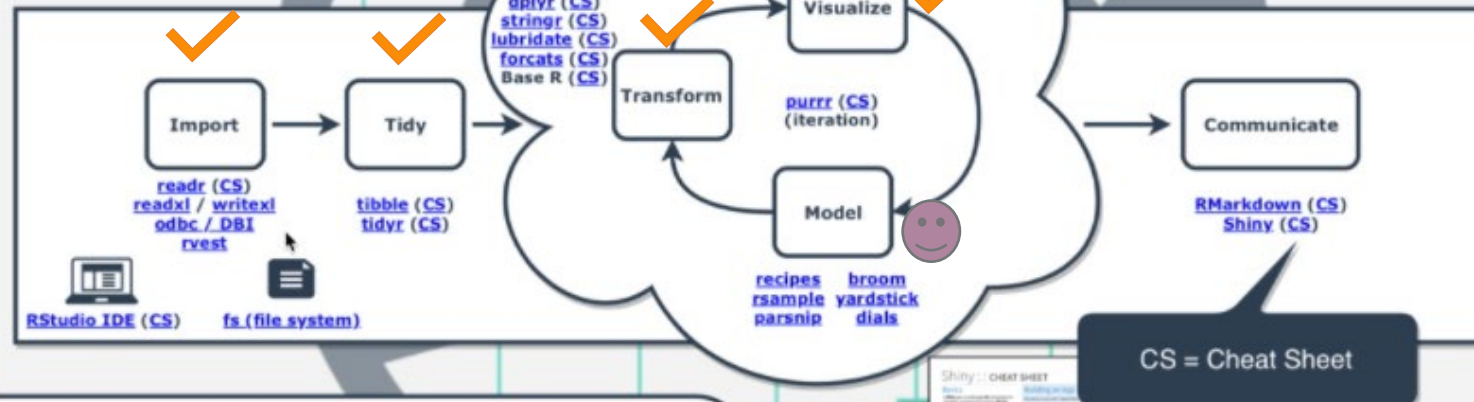 dplyr (CS)
stringr (CS)
lubridate (CS)
forcats (CS)
Base R (CS)
Visualize
Transform
purrr (CS)
(iteration)
Import
Tidy
Communicate
readr (CS)
readxl / writexl
odbc / DBI
rvest
tibble (CS)
tidyr (CS)
Model
RMarkdown (CS)
Shiny (CS)
recipes broom
rsample yardstick
parsnip dials
RStudio IDE (CS)
fs (file system)
CS = Cheat Sheet
Shiny : : CHEAT SHEET